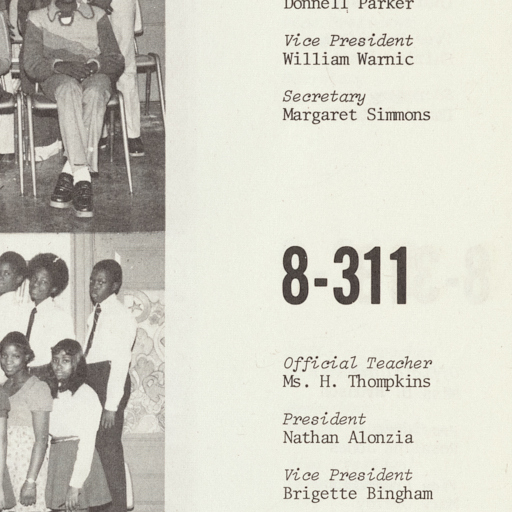 Donnell Parker
Vice President
William Warnic
Secretary
Margaret Simmons
8-311
Official Teacher
Ms. H. Thompkins
President
Nathan Alonzia
Vice President
Brigette Bingham